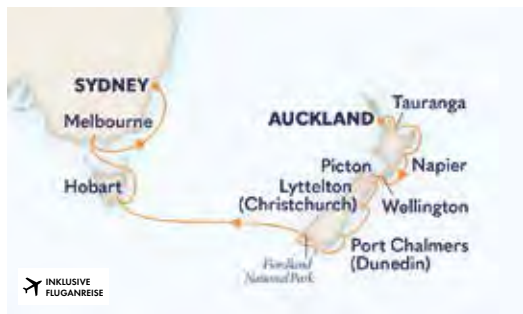 SYDNEY
Melbourne
Hobart
AUCKLAND
Tauranga
Picton
Napier
Lyttelton
(Christchurch)
Wellington
Port Chalmers
(Dunedin)
Fiordland
National Park
INKLUSIVE
FLUGANREISE